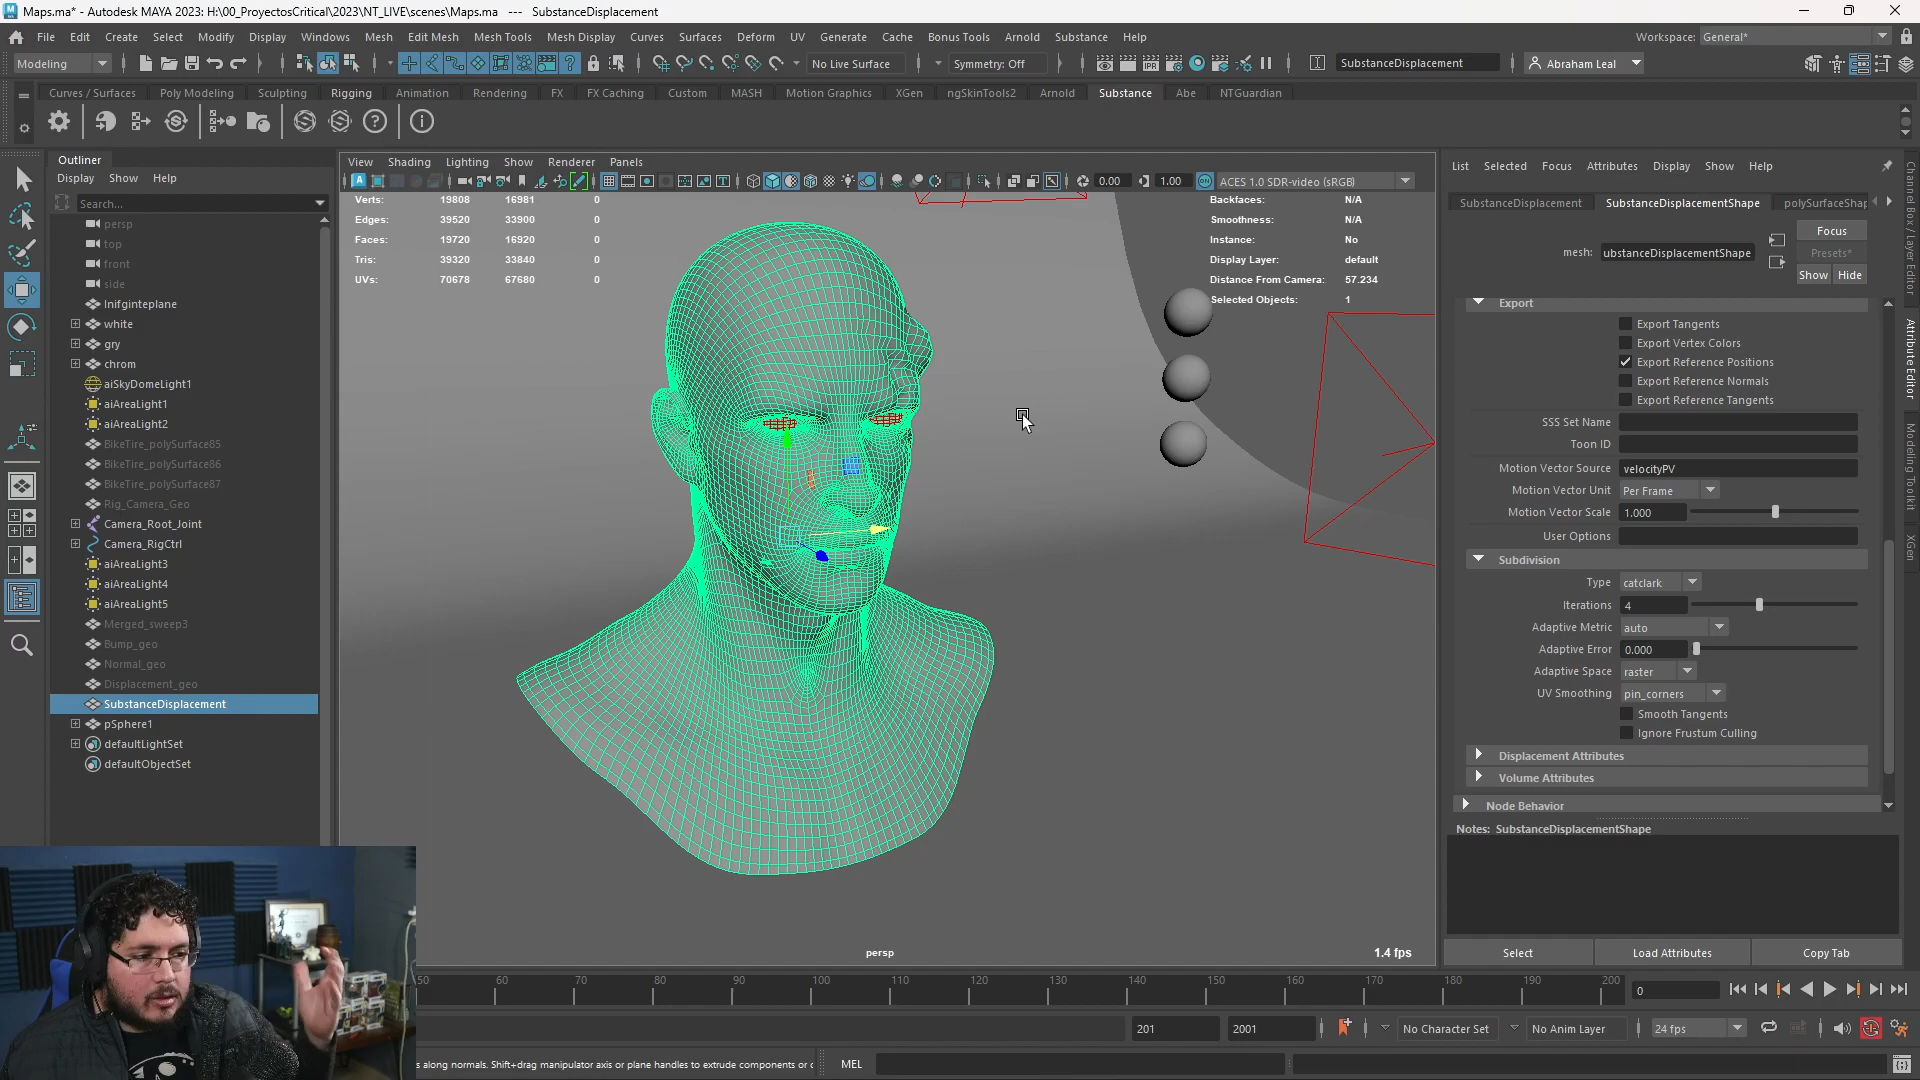 Maps.ma* - Autodesk MAYA 2023: H:\00_ProyectosCritical\2023\NT_LIVE\scenes\Maps.ma --- SubstanceDisplacement
File Edit Create Select Modify Display Windows Mesh Edit Mesh Mesh Tools Mesh Display Curves Surfaces Deform UV Generate Cache Bonus Tools Arnold Substance Help
Workspace: General*
Modeling
No Live Surface
Symmetry: Off
SubstanceDisplacement
Abraham Leal
Curves / Surfaces Poly Modeling Sculpting Rigging Animation Rendering FX FX Caching Custom MASH Motion Graphics XGen ngSkinTools2 Arnold Substance Abe NTGuardian
Outliner
Display Show Help
Search...
persp
top
front
side
Inifginteplane
white
gry
chrom
aiSkyDomeLight1
aiAreaLight1
aiAreaLight2
BikeTire_polySurface85
BikeTire_polySurface86
BikeTire_polySurface87
Rig_Camera_Geo
Camera_Root_Joint
Camera_RigCtrl
aiAreaLight3
aiAreaLight4
aiAreaLight5
Merged_sweep3
Bump_geo
Normal_geo
Displacement_geo
SubstanceDisplacement
pSphere1
defaultLightSet
defaultObjectSet
View Shading Lighting Show Renderer Panels
0.00
1.00
ACES 1.0 SDR-video (sRGB)
Verts: 19808 16981 0
Edges: 39520 33900 0
Faces: 19720 16920 0
Tris: 39320 33840 0
UVs: 70678 67680 0
Backfaces: N/A
Smoothness: N/A
Instance: No
Display Layer: default
Distance From Camera: 57.234
Selected Objects: 1
persp
1.4 fps
List Selected Focus Attributes Display Show Help
SubstanceDisplacement SubstanceDisplacementShape polySurfaceShap
mesh: ubstanceDisplacementShape
Focus
Presets*
Show Hide
Export
Export Tangents
Export Vertex Colors
Export Reference Positions
Export Reference Normals
Export Reference Tangents
SSS Set Name
Toon ID
Motion Vector Source velocityPV
Motion Vector Unit Per Frame
Motion Vector Scale 1.000
User Options
Subdivision
Type catclark
Iterations 4
Adaptive Metric auto
Adaptive Error 0.000
Adaptive Space raster
UV Smoothing pin_corners
Smooth Tangents
Ignore Frustum Culling
Displacement Attributes
Volume Attributes
Node Behavior
Notes: SubstanceDisplacementShape
Select Load Attributes Copy Tab
Channel Box / Layer Editor
Attribute Editor
Modeling Toolkit
XGen
50 60 70 80 90 100 110 120 130 140 150 160 170 180 190 200
0
201
2001
No Character Set
No Anim Layer
24 fps
s along normals. Shift+drag manipulator axis or plane handles to extrude components or c
MEL